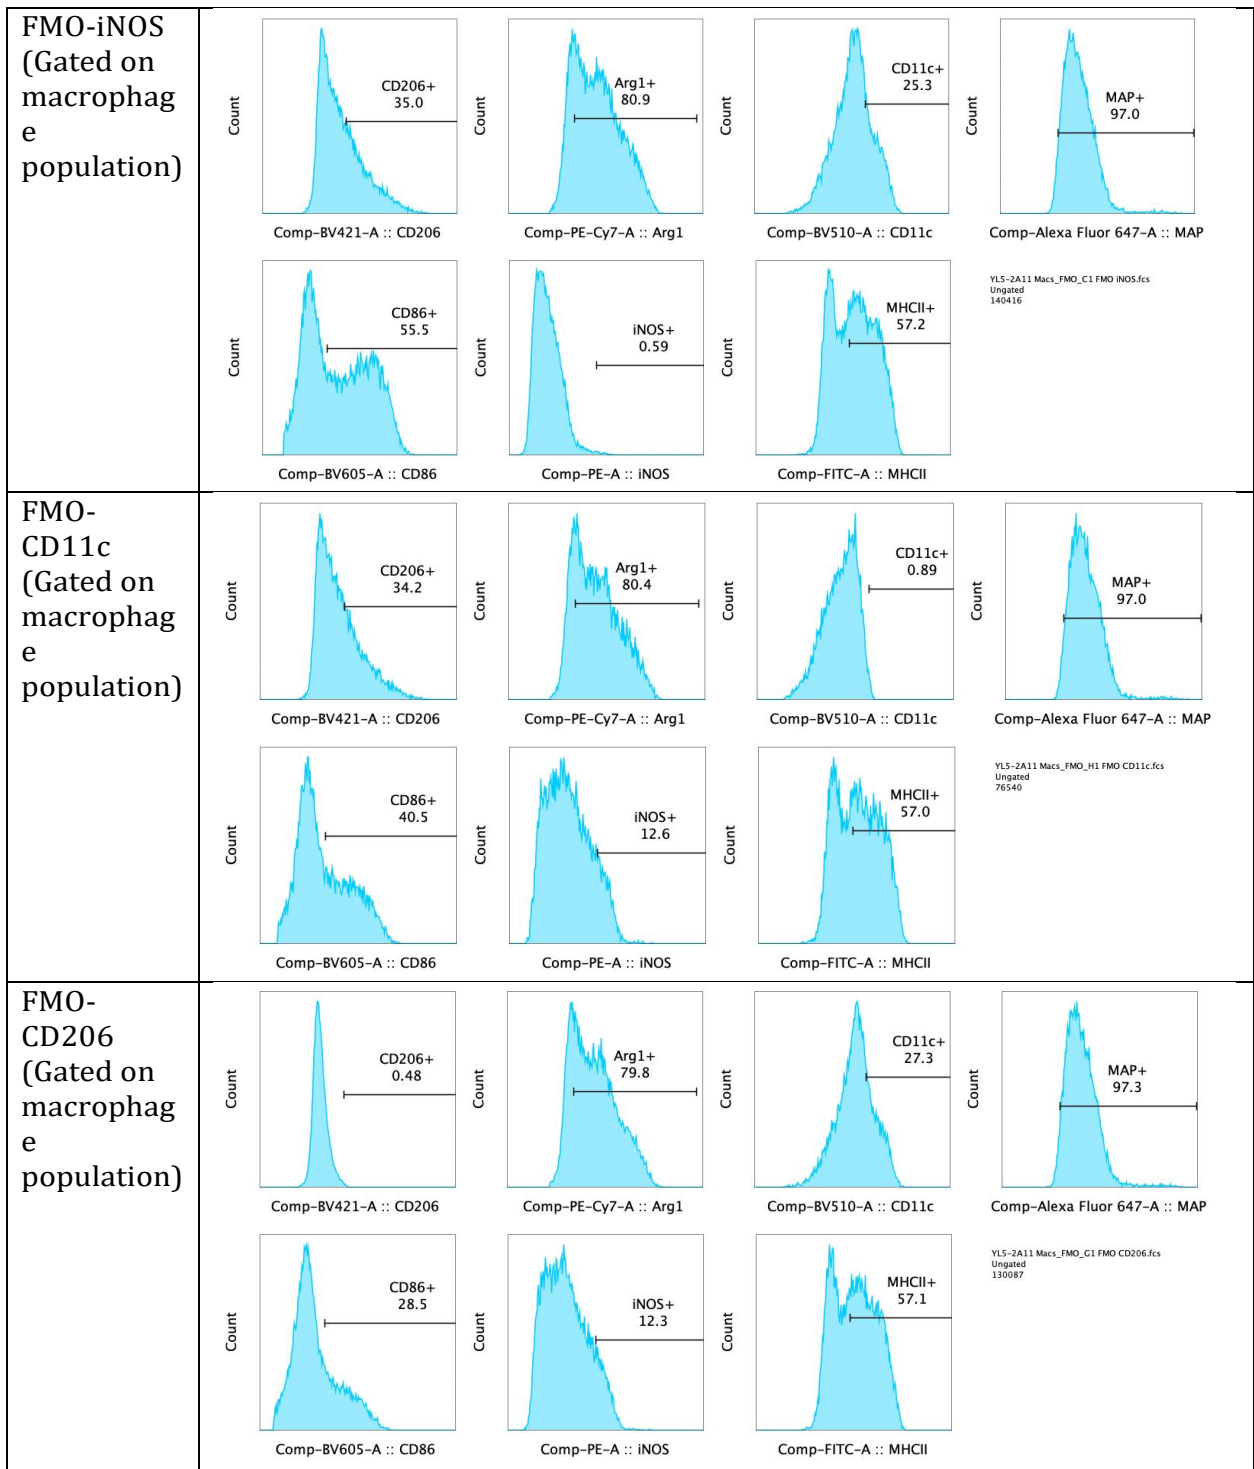 FMO-iNOS
(Gated on
macrophag
e
population)
Count
CD206+
35.0
Comp-BV421-A :: CD206
Count
Arg1+
80.9
Comp-PE-Cy7-A :: Arg1
Count
CD11c+
25.3
Comp-BV510-A :: CD11c
Count
MAP+
97.0
Comp-Alexa Fluor 647-A :: MAP
Count
CD86+
55.5
Comp-BV605-A :: CD86
Count
iNOS+
0.59
Comp-PE-A :: iNOS
Count
MHCII+
57.2
Comp-FITC-A :: MHCII
YL5-2A11 Macs_FMO_C1 FMO iNOS.fcs
Ungated
140416
FMO-
CD11c
(Gated on
macrophag
e
population)
Count
CD206+
34.2
Comp-BV421-A :: CD206
Count
Arg1+
80.4
Comp-PE-Cy7-A :: Arg1
Count
CD11c+
0.89
Comp-BV510-A :: CD11c
Count
MAP+
97.0
Comp-Alexa Fluor 647-A :: MAP
Count
CD86+
40.5
Comp-BV605-A :: CD86
Count
iNOS+
12.6
Comp-PE-A :: iNOS
Count
MHCII+
57.0
Comp-FITC-A :: MHCII
YL5-2A11 Macs_FMO_H1 FMO CD11c.fcs
Ungated
76540
FMO-
CD206
(Gated on
macrophag
e
population)
Count
CD206+
0.48
Comp-BV421-A :: CD206
Count
Arg1+
79.8
Comp-PE-Cy7-A :: Arg1
Count
CD11c+
27.3
Comp-BV510-A :: CD11c
Count
MAP+
97.3
Comp-Alexa Fluor 647-A :: MAP
Count
CD86+
28.5
Comp-BV605-A :: CD86
Count
iNOS+
12.3
Comp-PE-A :: iNOS
Count
MHCII+
57.1
Comp-FITC-A :: MHCII
YL5-2A11 Macs_FMO_G1 FMO CD206.fcs
Ungated
130087